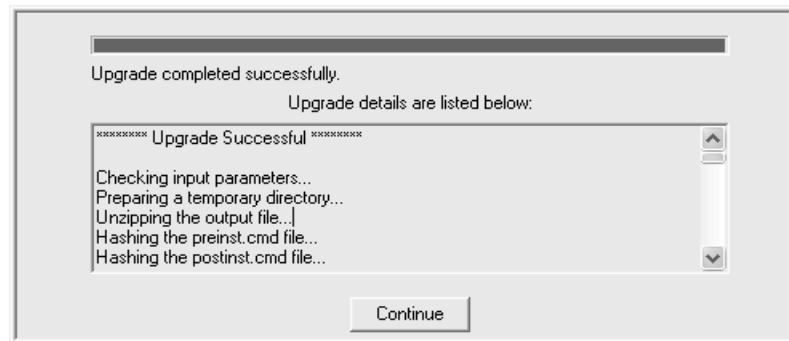 Upgrade completed successfully.
Upgrade details are listed below:
******** Upgrade Successful ********
Checking input parameters...
Preparing a temporary directory...
Unzipping the output file...
Hashing the preinst.cmd file...
Hashing the postinst.cmd file...
Continue